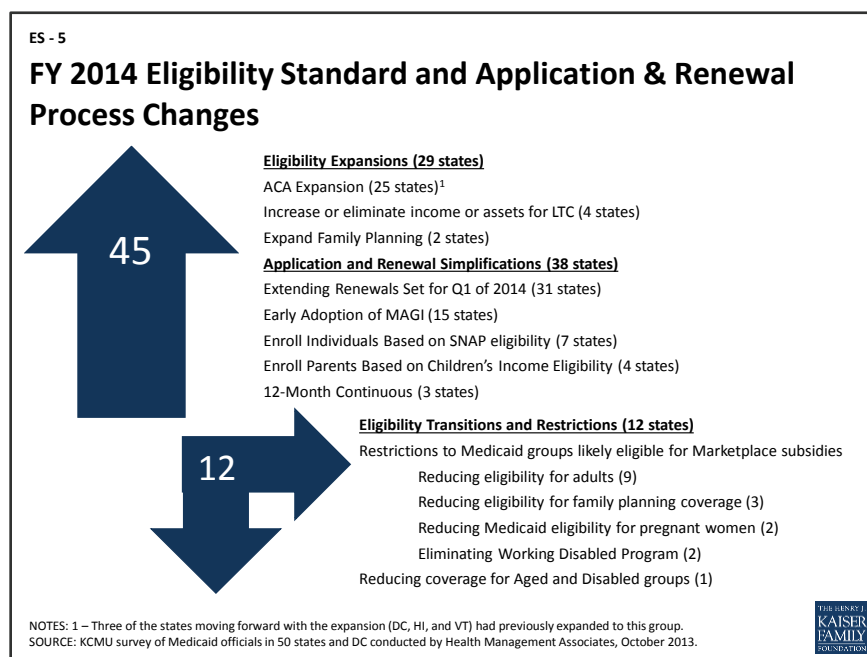 ES - 5
FY 2014 Eligibility Standard and Application & Renewal
Process Changes
45
Eligibility Expansions (29 states)
ACA Expansion (25 states)1
Increase or eliminate income or assets for LTC (4 states)
Expand Family Planning (2 states)
Application and Renewal Simplifications (38 states)
Extending Renewals Set for Q1 of 2014 (31 states)
Early Adoption of MAGI (15 states)
Enroll Individuals Based on SNAP eligibility (7 states)
Enroll Parents Based on Children's Income Eligibility (4 states)
12-Month Continuous (3 states)
12
Eligibility Transitions and Restrictions (12 states)
Restrictions to Medicaid groups likely eligible for Marketplace subsidies
Reducing eligibility for adults (9)
Reducing eligibility for family planning coverage (3)
Reducing Medicaid eligibility for pregnant women (2)
Eliminating Working Disabled Program (2)
Reducing coverage for Aged and Disabled groups (1)
NOTES: 1 – Three of the states moving forward with the expansion (DC, HI, and VT) had previously expanded to this group.
SOURCE: KCMU survey of Medicaid officials in 50 states and DC conducted by Health Management Associates, October 2013.
THE HENRY J.
KAISER
FAMILY
FOUNDATION